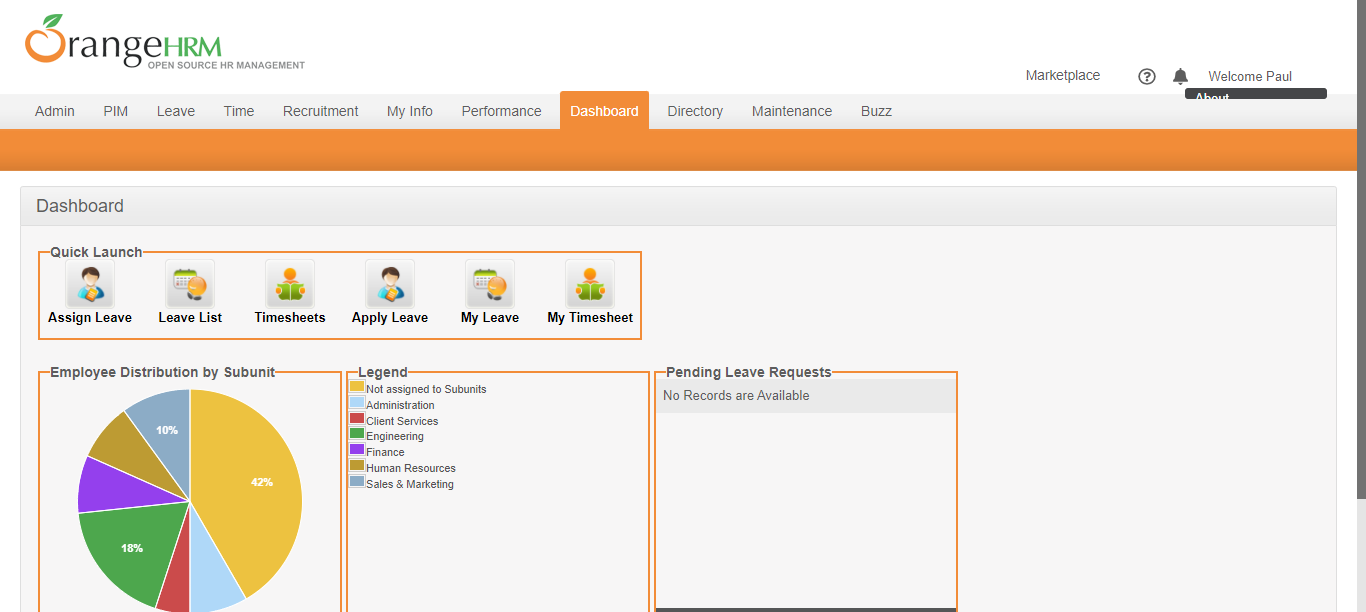 OrangeHRM
OPEN SOURCE HR MANAGEMENT
Marketplace ? Welcome Paul
About
Admin PIM Leave Time Recruitment My Info Performance Dashboard Directory Maintenance Buzz
Dashboard
Quick Launch
Assign Leave Leave List Timesheets Apply Leave My Leave My Timesheet
Employee Distribution by Subunit
10%
42%
18%
Legend
Not assigned to Subunits
Administration
Client Services
Engineering
Finance
Human Resources
Sales & Marketing
Pending Leave Requests
No Records are Available